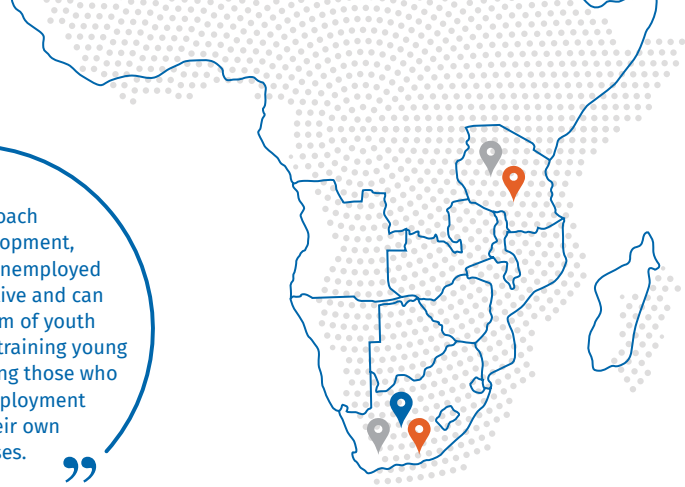 oach
opment,
nemployed
ive and can
m of youth
training young
ng those who
ployment
eir own
ses.
”